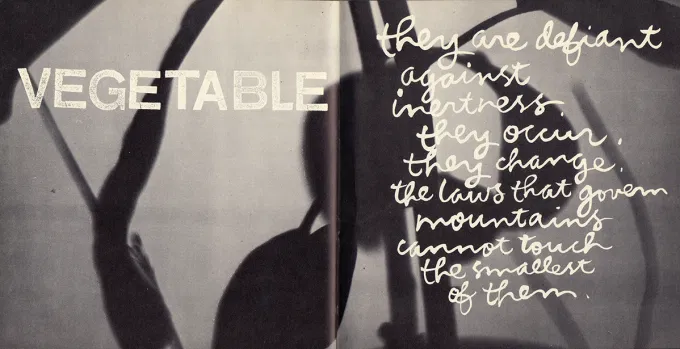 VEGETABLE
they are defiant
against
inertness.
they occur.
they change.
the laws that govern
mountains
cannot touch
the smallest
of them.